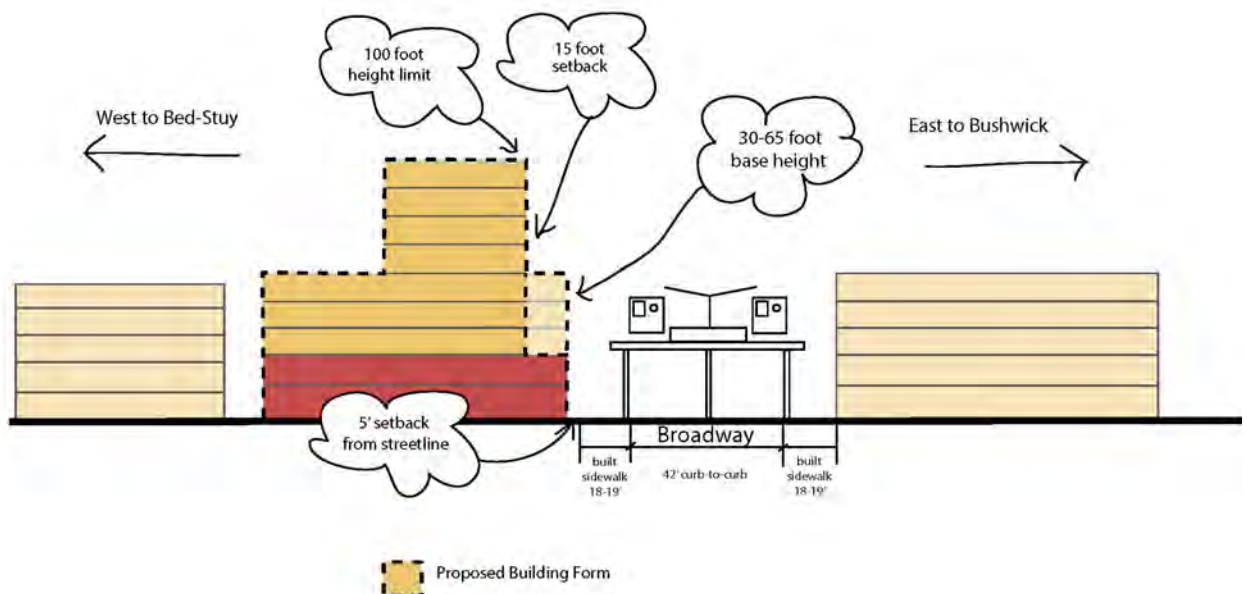 100 foot
height limit
15 foot
setback
West to Bed-Stuy
30-65 foot
base height
East to Bushwick
5' setback
from streetline
Broadway
built
sidewalk
18-19'
42' curb-to-curb
built
sidewalk
18-19'
Proposed Building Form